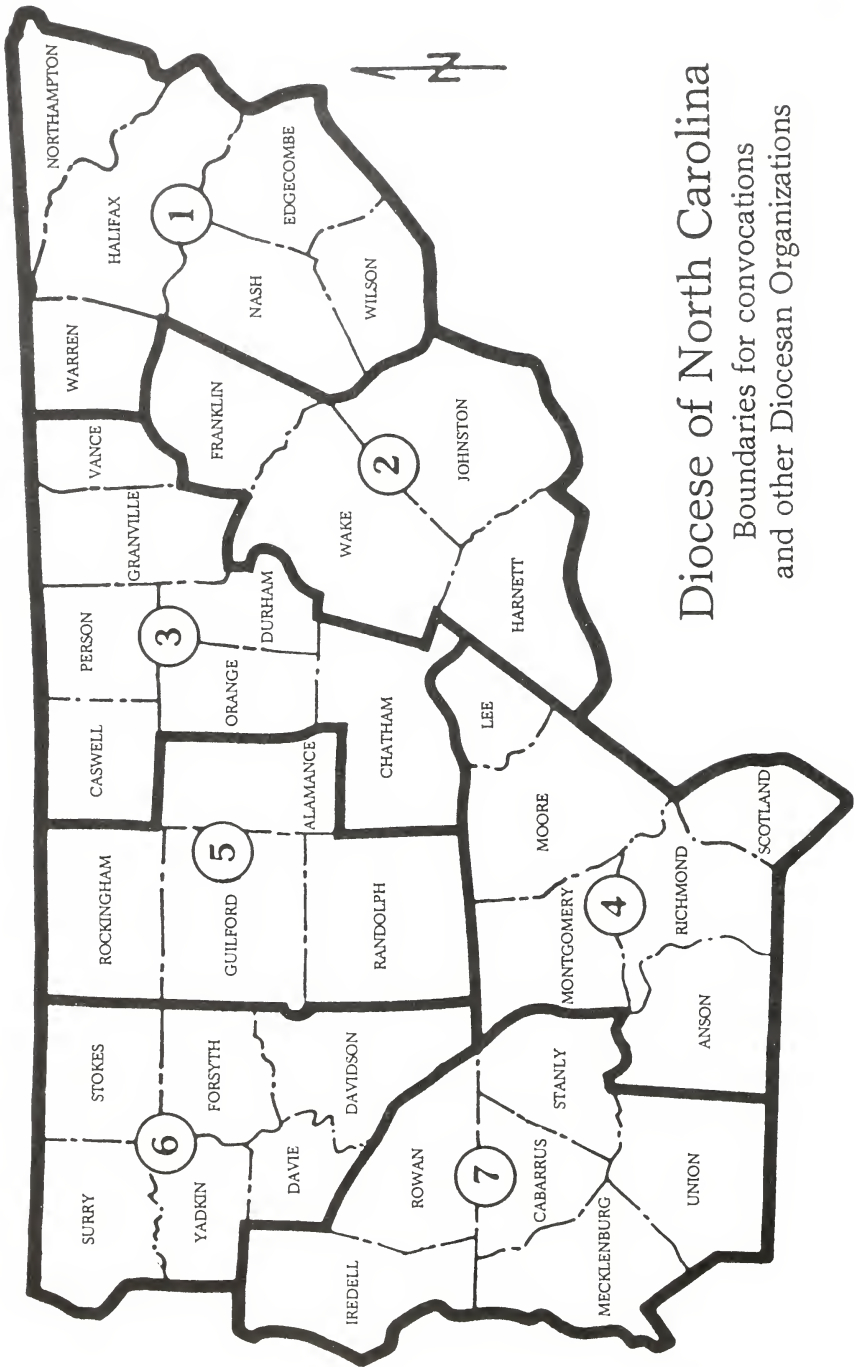 Diocese of North Carolina
Boundaries for convocations
and other Diocesan Organizations
N
SURRY
STOKES
ROCKINGHAM
CASWELL
PERSON
GRANVILLE
VANCE
WARREN
HALIFAX
NORTHAMPTON
6
YADKIN
FORSYTH
GUILFORD
5
ALAMANCE
ORANGE
3
DURHAM
FRANKLIN
NASH
1
EDGECOMBE
IREDELL
DAVIE
DAVIDSON
RANDOLPH
CHATHAM
WAKE
2
WILSON
ROWAN
7
CABARRUS
STANLY
MONTGOMERY
4
MOORE
LEE
HARNETT
JOHNSTON
MECKLENBURG
UNION
ANSON
RICHMOND
SCOTLAND